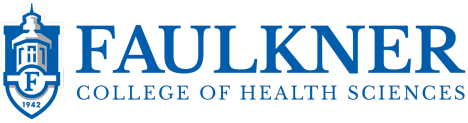 FAULKNER
COLLEGE OF HEALTH SCIENCES
F
1942